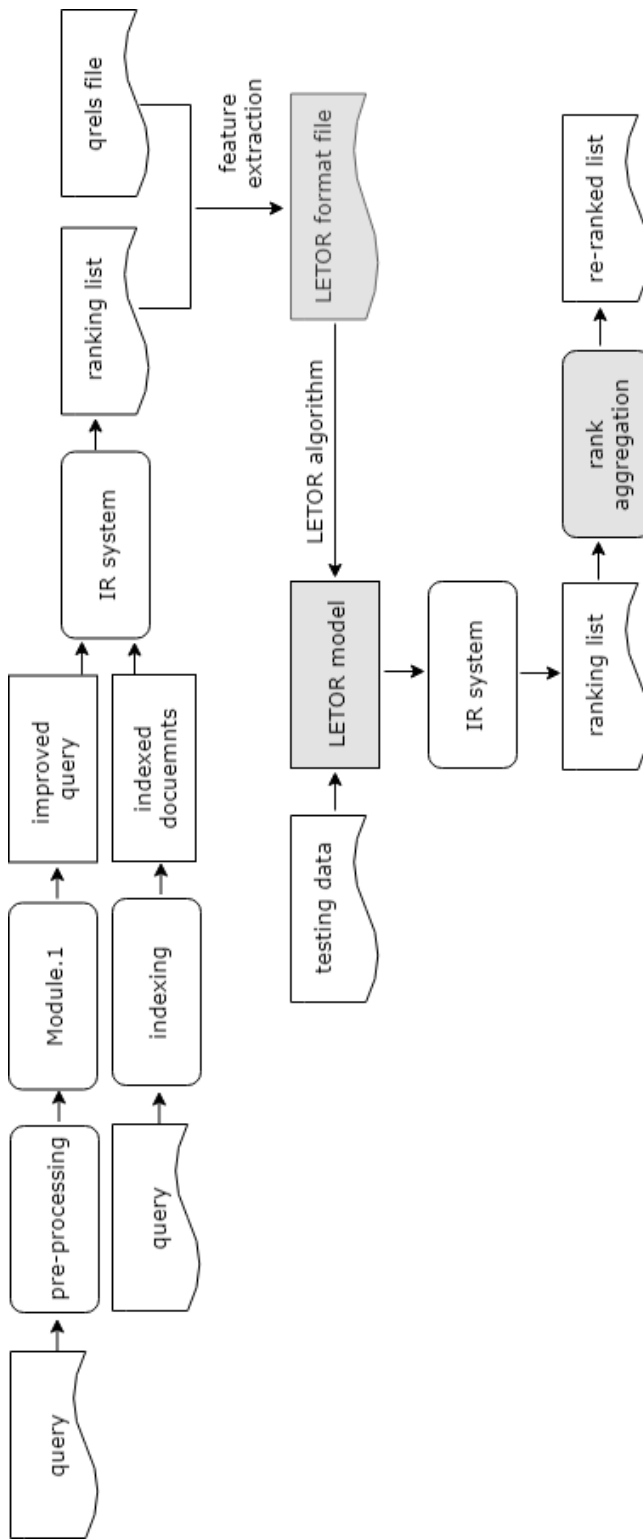 query
pre-processing
Module.1
improved
query
query
indexing
indexed
docuemnts
IR system
ranking list
qrels file
feature
extraction
LETOR format file
LETOR algorithm
testing data
LETOR model
IR system
ranking list
rank
aggregation
re-ranked list